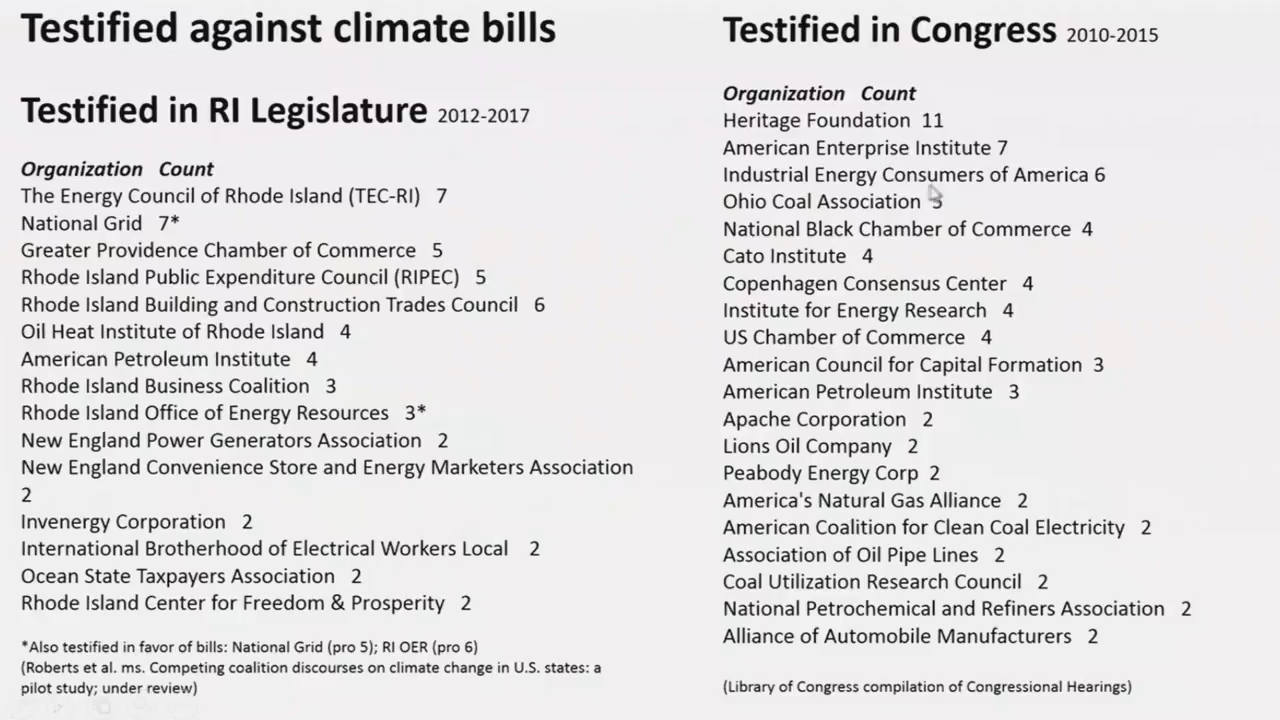 Testified against climate bills
Testified in RI Legislature 2012-2017
Organization Count
The Energy Council of Rhode Island (TEC-RI) 7
National Grid 7*
Greater Providence Chamber of Commerce 5
Rhode Island Public Expenditure Council (RIPEC) 5
Rhode Island Building and Construction Trades Council 6
Oil Heat Institute of Rhode Island 4
American Petroleum Institute 4
Rhode Island Business Coalition 3
Rhode Island Office of Energy Resources 3*
New England Power Generators Association 2
New England Convenience Store and Energy Marketers Association
2
Invenergy Corporation 2
International Brotherhood of Electrical Workers Local 2
Ocean State Taxpayers Association 2
Rhode Island Center for Freedom & Prosperity 2
*Also testified in favor of bills: National Grid (pro 5); RI OER (pro 6)
(Roberts et al. ms. Competing coalition discourses on climate change in U.S. states: a
pilot study; under review)
Testified in Congress 2010-2015
Organization Count
Heritage Foundation 11
American Enterprise Institute 7
Industrial Energy Consumers of America 6
Ohio Coal Association
National Black Chamber of Commerce 4
Cato Institute 4
Copenhagen Consensus Center 4
Institute for Energy Research 4
US Chamber of Commerce 4
American Council for Capital Formation 3
American Petroleum Institute 3
Apache Corporation 2
Lions Oil Company 2
Peabody Energy Corp 2
America's Natural Gas Alliance 2
American Coalition for Clean Coal Electricity 2
Association of Oil Pipe Lines 2
Coal Utilization Research Council 2
National Petrochemical and Refiners Association 2
Alliance of Automobile Manufacturers 2
(Library of Congress compilation of Congressional Hearings)